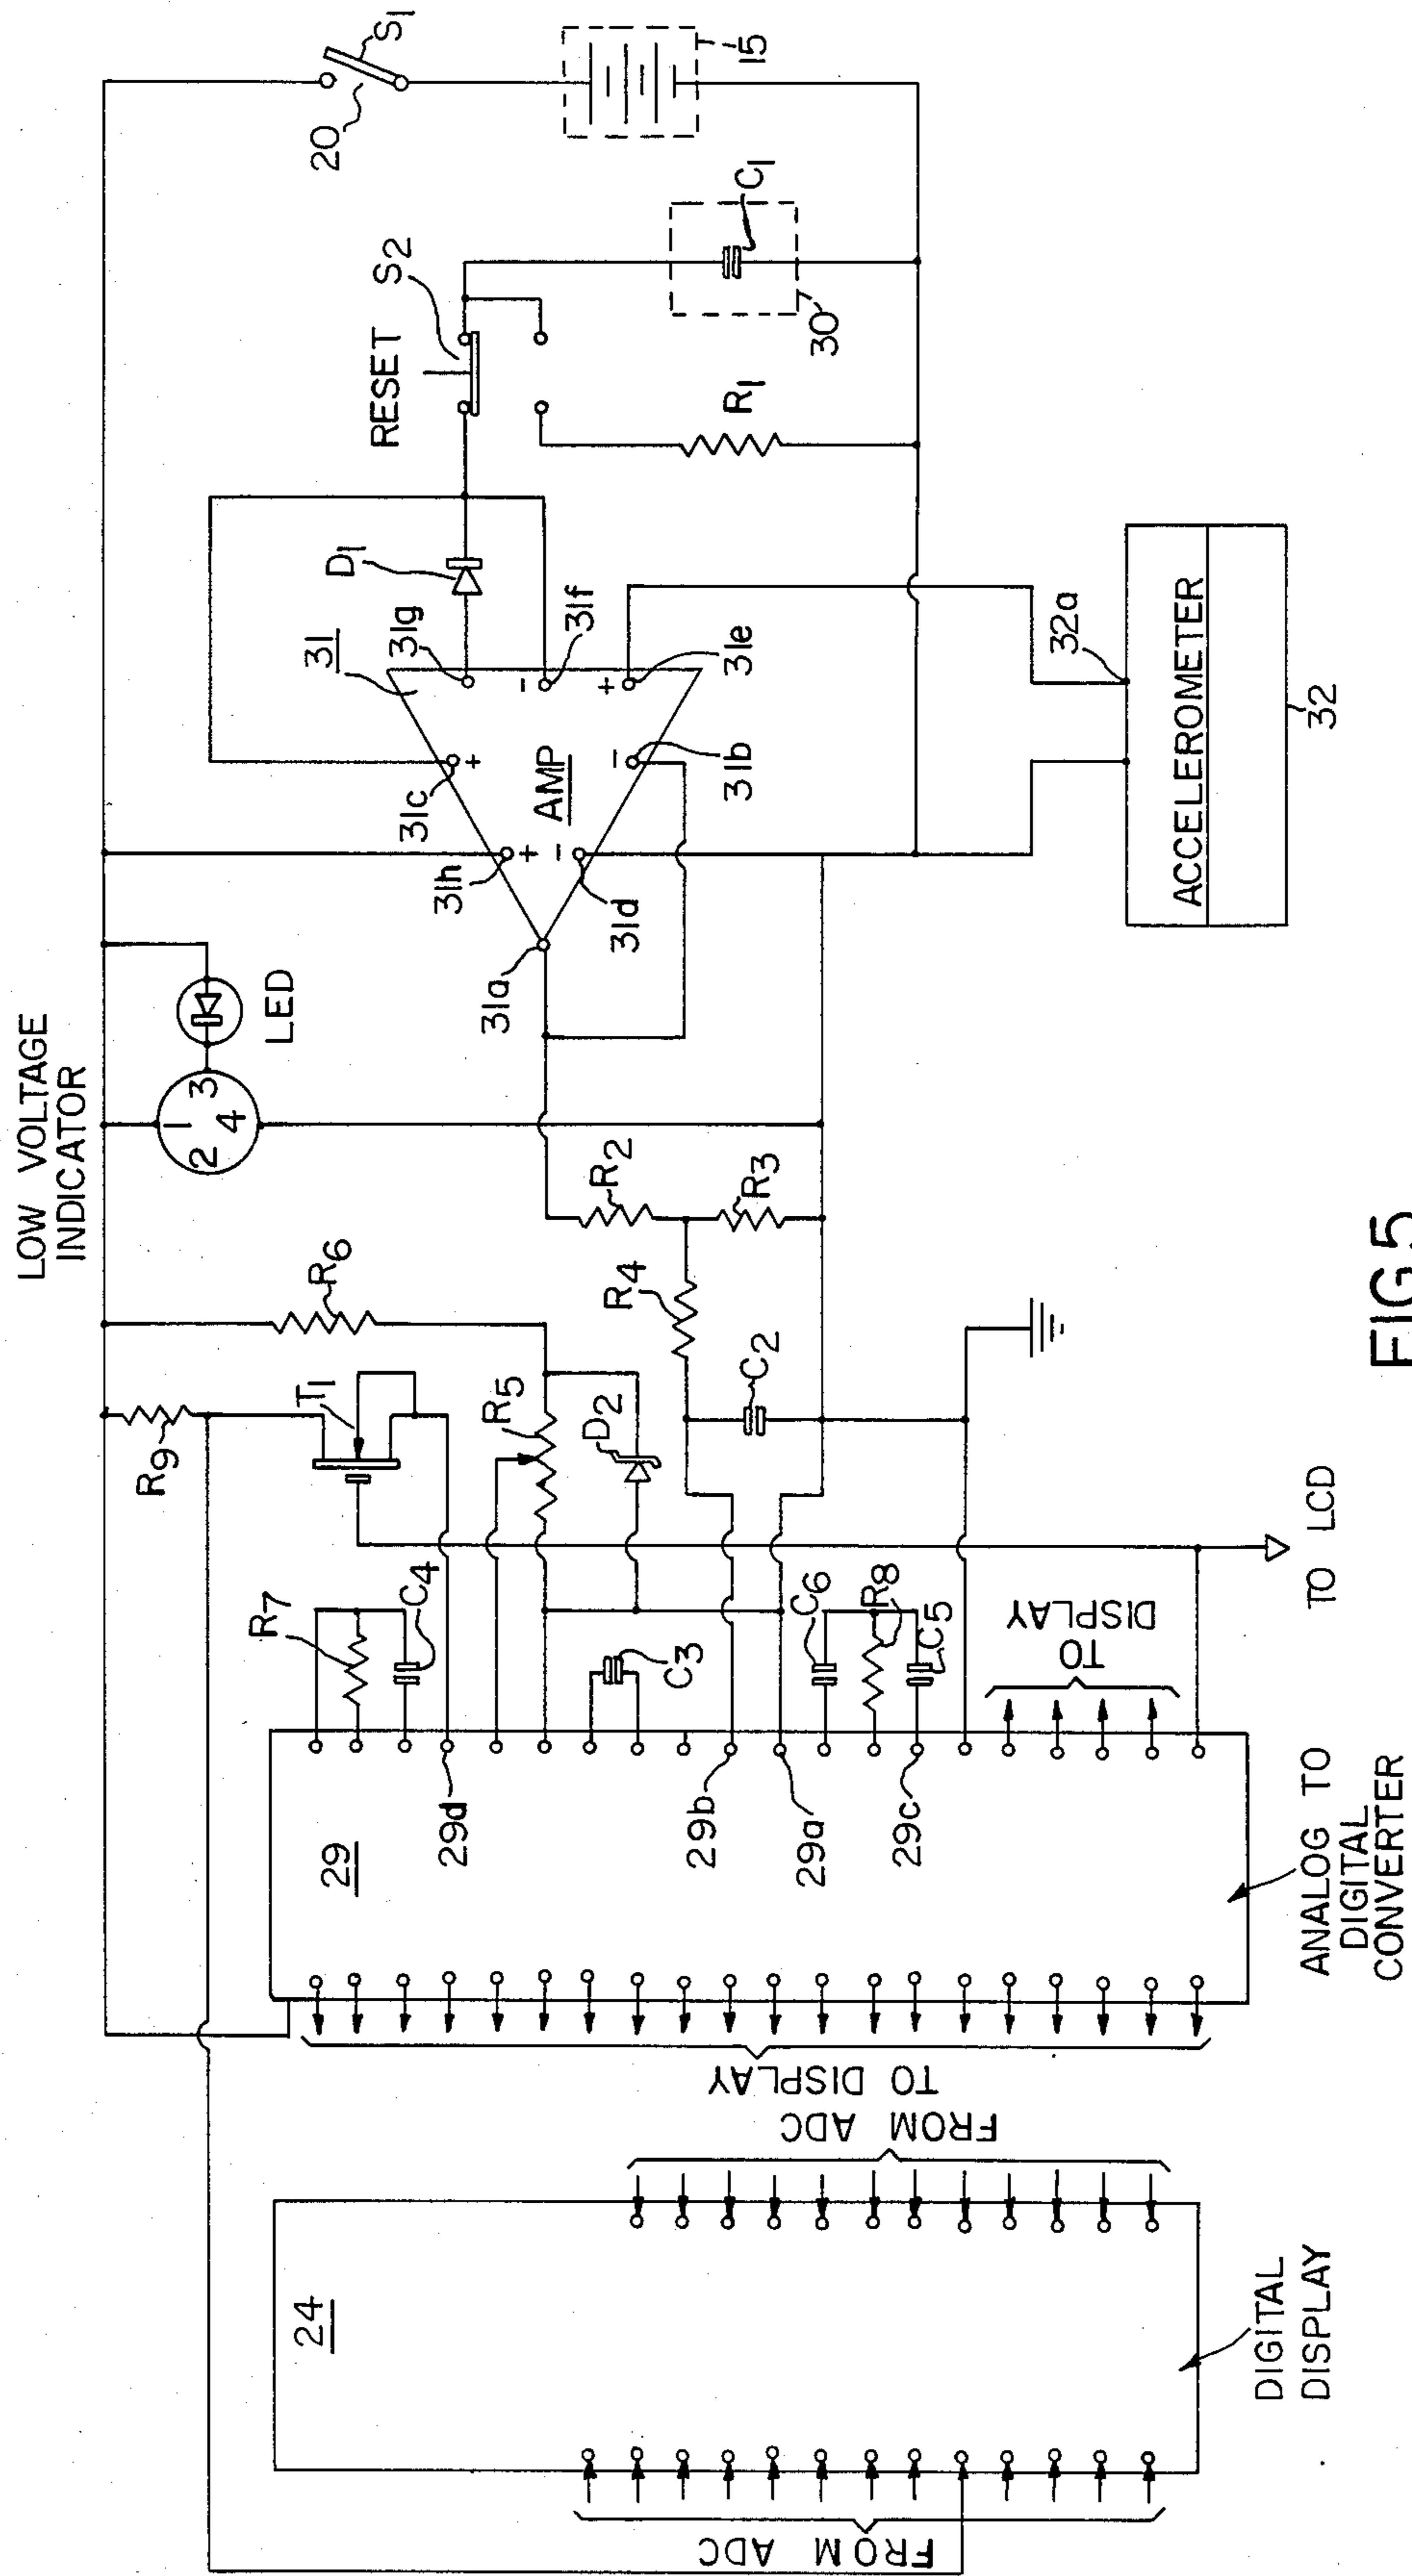 LOW VOLTAGE
INDICATOR
S1
20
15
RESET
S2
C1
30
R1
D1
31
31g
31f
31e
31c
31h
31d
31b
31a
AMP
+
-
+
-
+
-
32a
ACCELEROMETER
32
LED
1
2
3
4
R2
R3
R4
R6
R9
T1
R5
D2
C2
R7
C4
C3
C6
R8
C5
TO LCD
TO
DISPLAY
29
29d
29b
29a
29c
ANALOG TO
DIGITAL
CONVERTER
TO DISPLAY
FROM ADC
24
DIGITAL
DISPLAY
FROM ADC
FIG.5